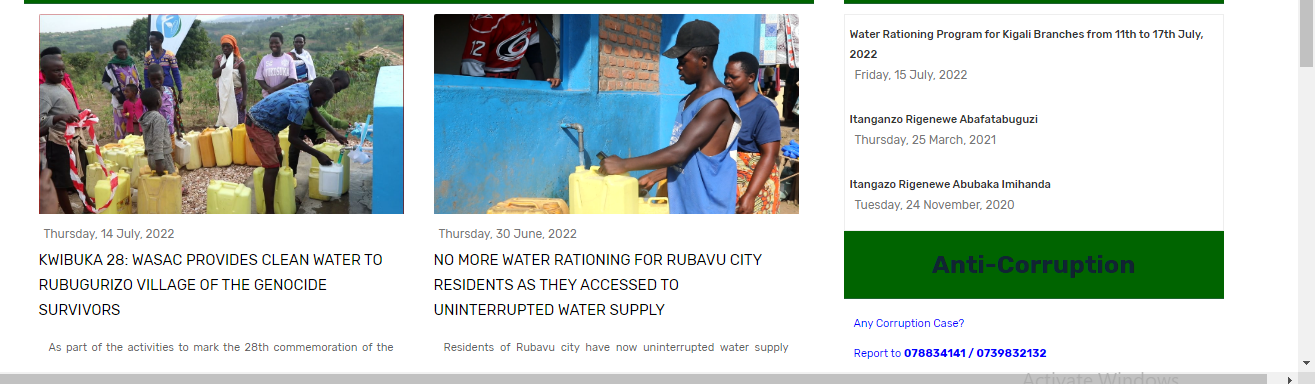 Thursday, 14 July, 2022
KWIBUKA 28: WASAC PROVIDES CLEAN WATER TO
RUBUGURIZO VILLAGE OF THE GENOCIDE
SURVIVORS
As part of the activities to mark the 28th commemoration of the
12
Thursday, 30 June, 2022
NO MORE WATER RATIONING FOR RUBAVU CITY
RESIDENTS AS THEY ACCESSED TO
UNINTERRUPTED WATER SUPPLY
Residents of Rubavu city have now uninterrupted water supply
Water Rationing Program for Kigali Branches from 11th to 17th July,
2022
Friday, 15 July, 2022
Itanganzo Rigenewe Abafatabuguzi
Thursday, 25 March, 2021
Itangazo Rigenewe Abubaka Imihanda
Tuesday, 24 November, 2020
Anti-Corruption
Any Corruption Case?
Report to 078834141 / 0739832132
Activate Windows